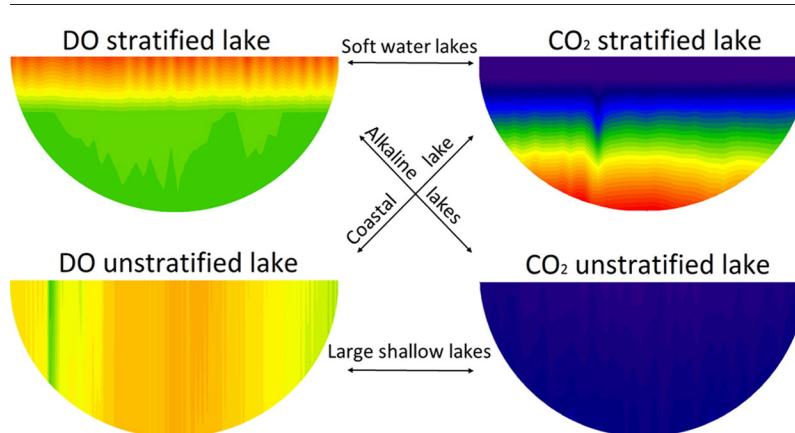 DO stratified lake
Soft water lakes
CO₂ stratified lake
Alkaline lakes
Coastal lake
DO unstratified lake
CO₂ unstratified lake
Large shallow lakes